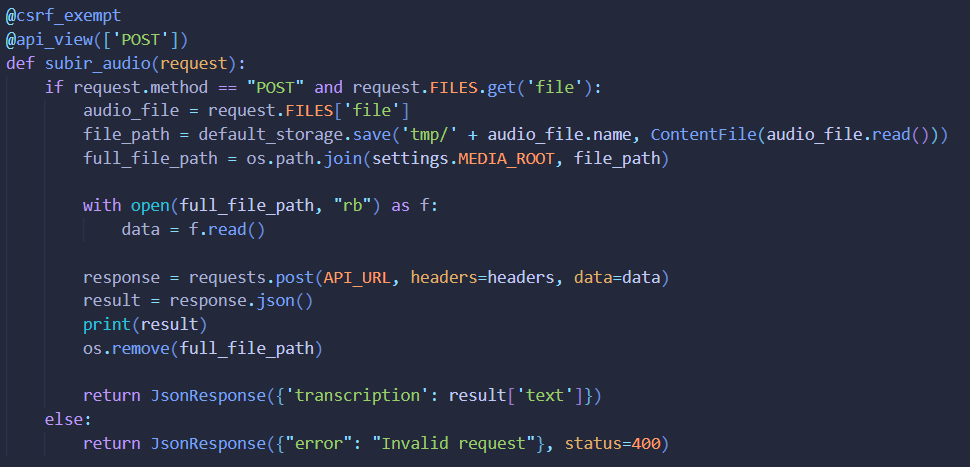 @csrf_exempt
@api_view(['POST'])
def subir_audio(request):
    if request.method == "POST" and request.FILES.get('file'):
        audio_file = request.FILES['file']
        file_path = default_storage.save('tmp/' + audio_file.name, ContentFile(audio_file.read()))
        full_file_path = os.path.join(settings.MEDIA_ROOT, file_path)

        with open(full_file_path, "rb") as f:
            data = f.read()

        response = requests.post(API_URL, headers=headers, data=data)
        result = response.json()
        print(result)
        os.remove(full_file_path)

        return JsonResponse({'transcription': result['text']})
    else:
        return JsonResponse({"error": "Invalid request"}, status=400)